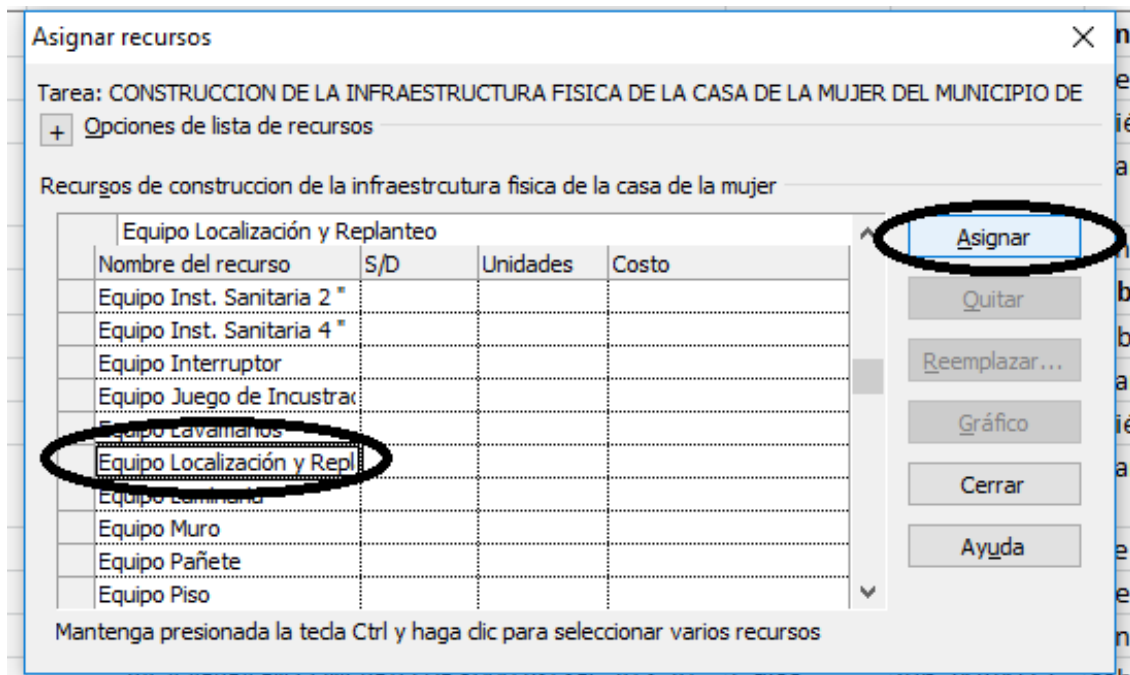 Asignar recursos
Tarea: CONSTRUCCION DE LA INFRAESTRUCTURA FISICA DE LA CASA DE LA MUJER DEL MUNICIPIO DE
+ Opciones de lista de recursos
Recursos de construccion de la infraestrcutura fisica de la casa de la mujer
Equipo Localización y Replanteo
Nombre del recurso S/D Unidades Costo
Equipo Inst. Sanitaria 2 "
Equipo Inst. Sanitaria 4 "
Equipo Interruptor
Equipo Juego de Incustrac
Equipo Lavamanos
Equipo Localización y Repl
Equipo Luminaria
Equipo Muro
Equipo Pañete
Equipo Piso
Asignar
Quitar
Reemplazar...
Gráfico
Cerrar
Ayuda
Mantenga presionada la tecla Ctrl y haga clic para seleccionar varios recursos